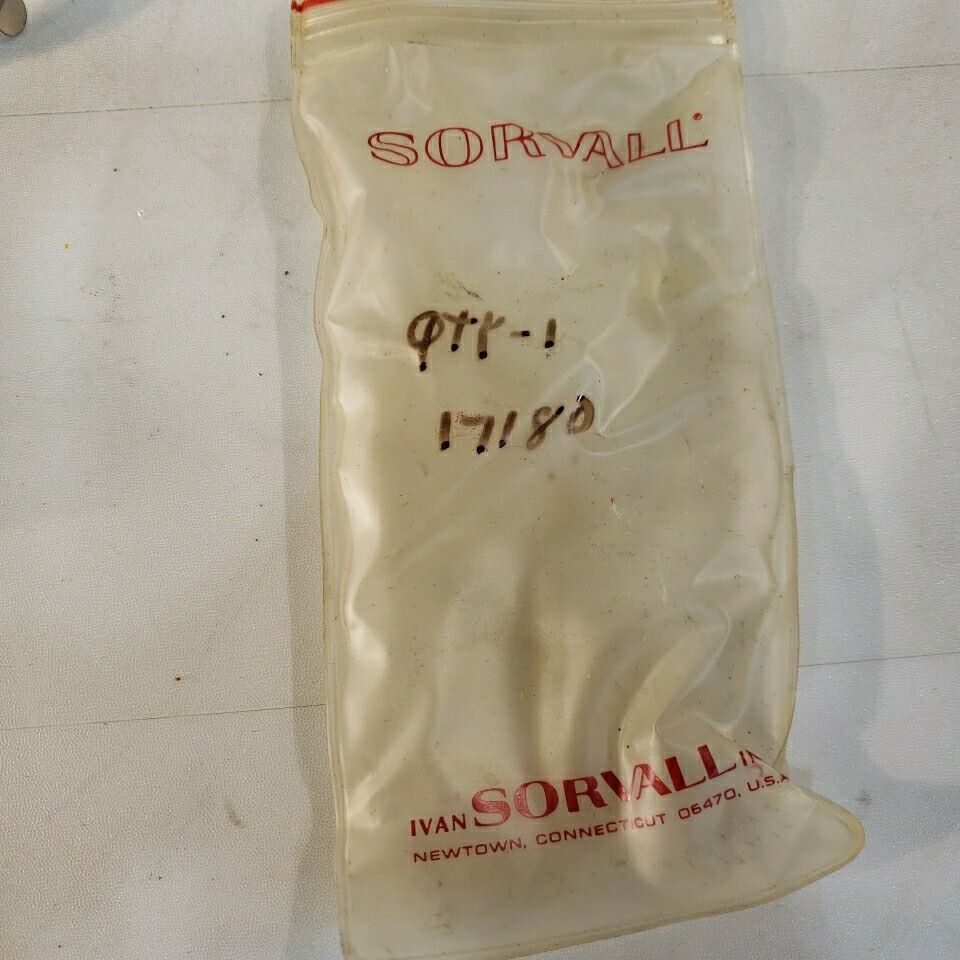 SORVALL®
QTY-1
17180
IVAN SORVALL
NEWTOWN, CONNECTICUT 06470, U.S.A